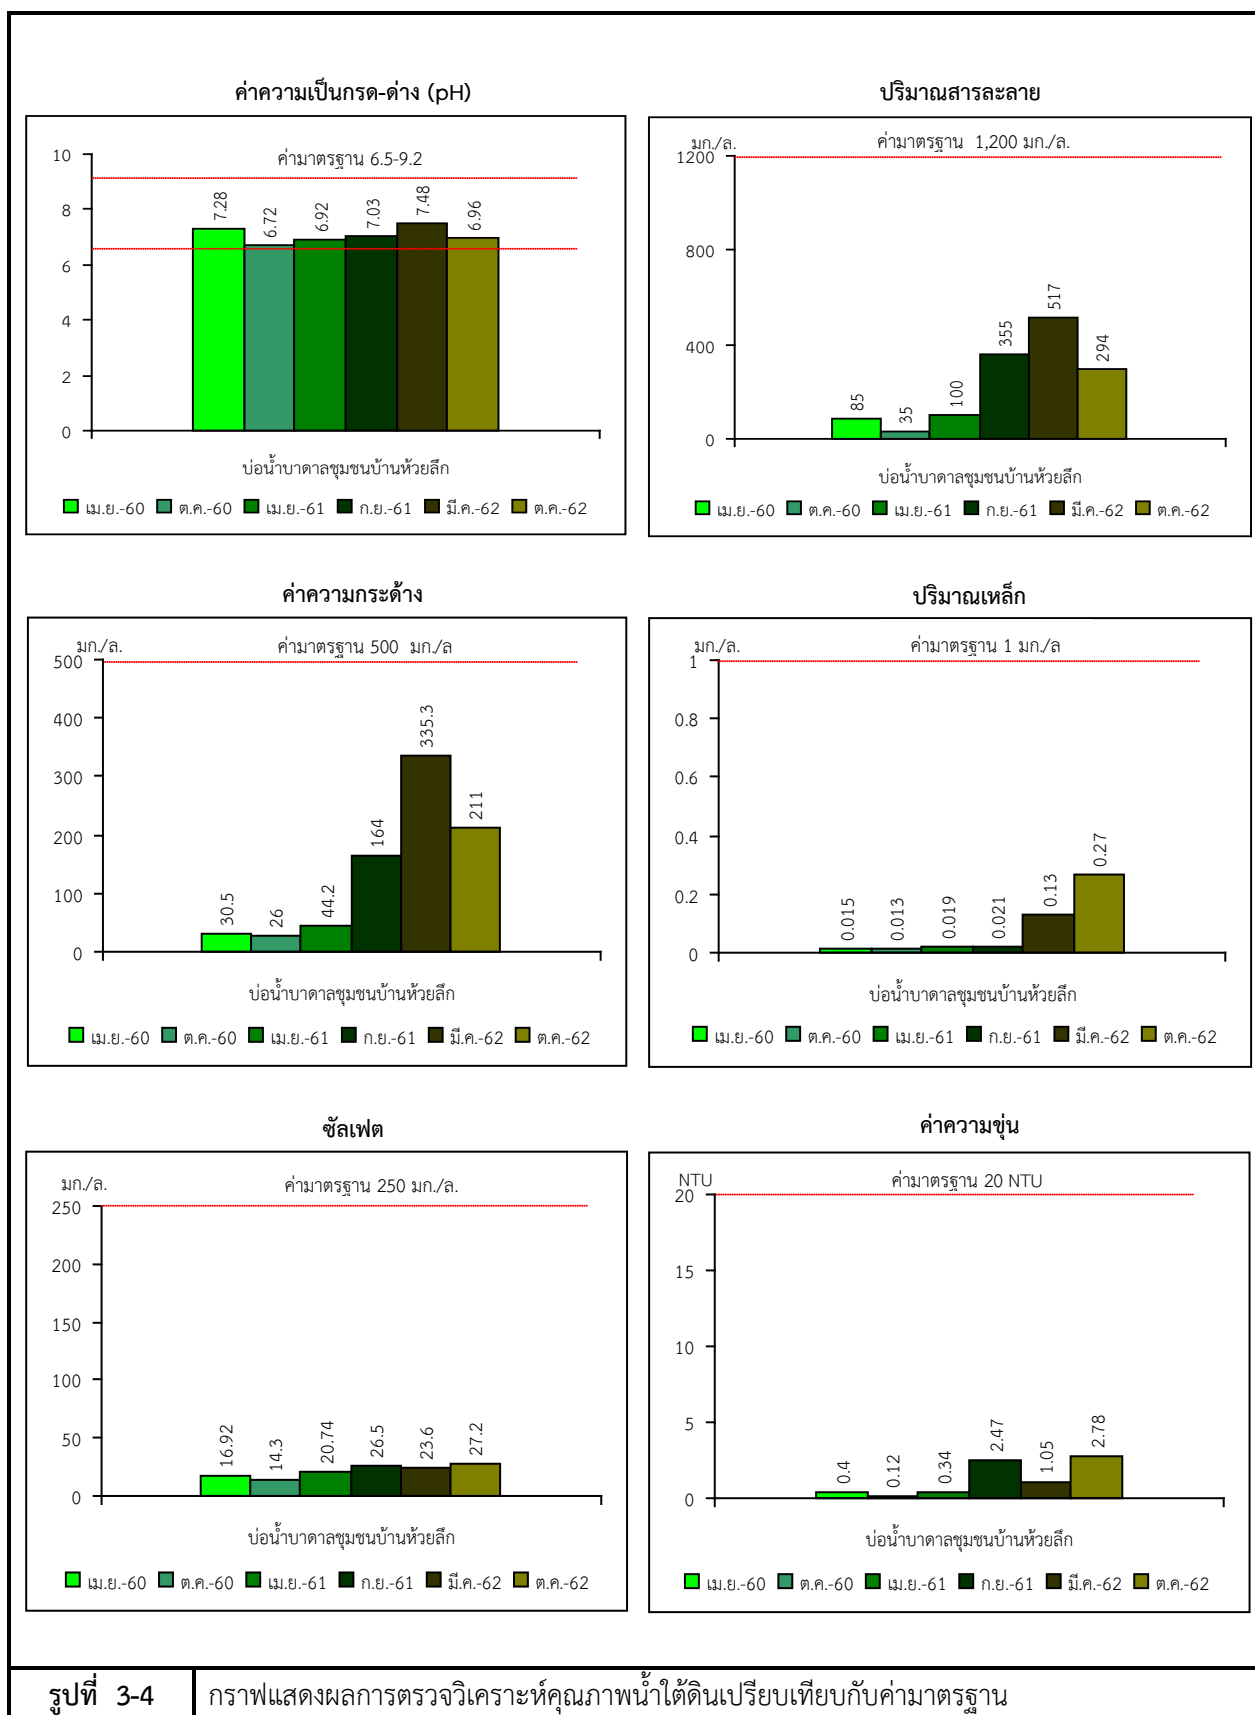 ค่าความเป็นกรด-ด่าง (pH)
ค่ามาตรฐาน 6.5-9.2
10
8
6
4
2
0
7.28
6.72
6.92
7.03
7.48
6.96
บ่อน้ำบาดาลชุมชนบ้านห้วยลึก
เม.ย.-60 ต.ค.-60 เม.ย.-61 ก.ย.-61 มี.ค.-62 ต.ค.-62
ปริมาณสารละลาย
มก./ล.
ค่ามาตรฐาน 1,200 มก./ล.
1200
800
400
0
85
35
100
355
517
294
บ่อน้ำบาดาลชุมชนบ้านห้วยลึก
เม.ย.-60 ต.ค.-60 เม.ย.-61 ก.ย.-61 มี.ค.-62 ต.ค.-62
ค่าความกระด้าง
มก./ล.
ค่ามาตรฐาน 500 มก./ล
500
400
300
200
100
0
30.5
26
44.2
164
335.3
211
บ่อน้ำบาดาลชุมชนบ้านห้วยลึก
เม.ย.-60 ต.ค.-60 เม.ย.-61 ก.ย.-61 มี.ค.-62 ต.ค.-62
ปริมาณเหล็ก
มก./ล.
ค่ามาตรฐาน 1 มก./ล
1
0.8
0.6
0.4
0.2
0
0.015
0.013
0.019
0.021
0.13
0.27
บ่อน้ำบาดาลชุมชนบ้านห้วยลึก
เม.ย.-60 ต.ค.-60 เม.ย.-61 ก.ย.-61 มี.ค.-62 ต.ค.-62
ซัลเฟต
มก./ล.
ค่ามาตรฐาน 250 มก./ล.
250
200
150
100
50
0
16.92
14.3
20.74
26.5
23.6
27.2
บ่อน้ำบาดาลชุมชนบ้านห้วยลึก
เม.ย.-60 ต.ค.-60 เม.ย.-61 ก.ย.-61 มี.ค.-62 ต.ค.-62
ค่าความขุ่น
NTU
ค่ามาตรฐาน 20 NTU
20
15
10
5
0
0.4
0.12
0.34
2.47
1.05
2.78
บ่อน้ำบาดาลชุมชนบ้านห้วยลึก
เม.ย.-60 ต.ค.-60 เม.ย.-61 ก.ย.-61 มี.ค.-62 ต.ค.-62
รูปที่ 3-4 กราฟแสดงผลการตรวจวิเคราะห์คุณภาพน้ำใต้ดินเปรียบเทียบกับค่ามาตรฐาน